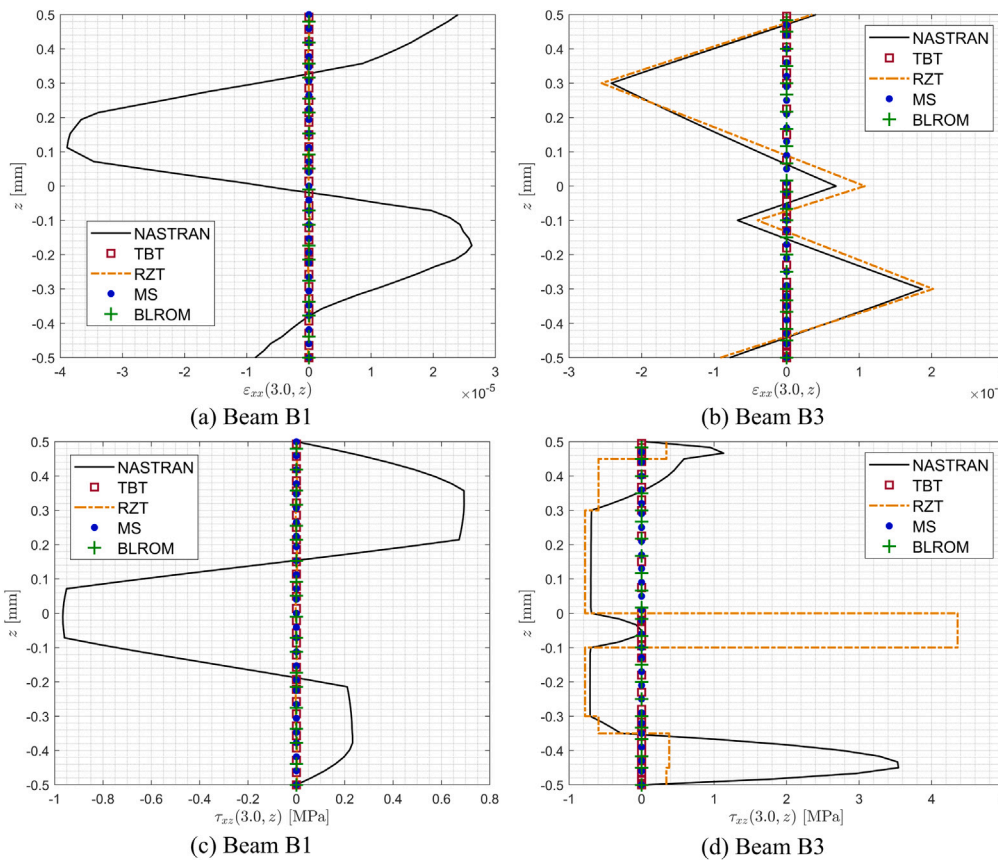 0.5
0.4
0.3
0.2
0.1
0
-0.1
-0.2
-0.3
-0.4
-0.5
z [mm]
NASTRAN
TBT
RZT
MS
BLROM
-4 -3 -2 -1 0 1 2 3
×10⁻⁵
εxx(3.0, z)
(a) Beam B1
0.5
0.4
0.3
0.2
0.1
0
-0.1
-0.2
-0.3
-0.4
-0.5
z [mm]
NASTRAN
TBT
RZT
MS
BLROM
-3 -2 -1 0 1 2
εxx(3.0, z)
(b) Beam B3
0.5
0.4
0.3
0.2
0.1
0
-0.1
-0.2
-0.3
-0.4
-0.5
z [mm]
NASTRAN
TBT
RZT
MS
BLROM
-1 -0.8 -0.6 -0.4 -0.2 0 0.2 0.4 0.6 0.8
τxz(3.0, z) [MPa]
(c) Beam B1
0.5
0.4
0.3
0.2
0.1
0
-0.1
-0.2
-0.3
-0.4
-0.5
z [mm]
NASTRAN
TBT
RZT
MS
BLROM
-1 0 1 2 3 4
τxz(3.0, z) [MPa]
(d) Beam B3